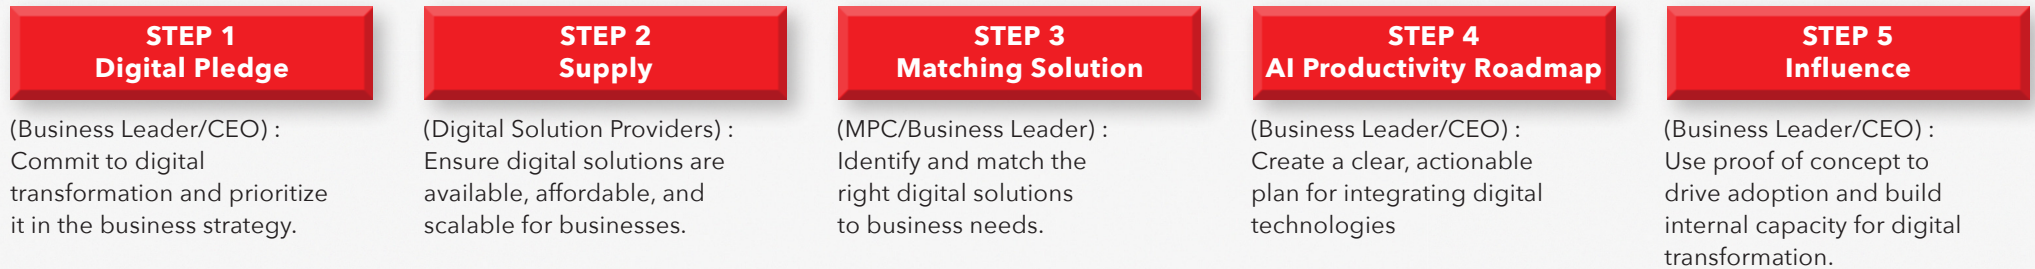 STEP 1
Digital Pledge
(Business Leader/CEO) :
Commit to digital
transformation and prioritize
it in the business strategy.
STEP 2
Supply
(Digital Solution Providers) :
Ensure digital solutions are
available, affordable, and
scalable for businesses.
STEP 3
Matching Solution
(MPC/Business Leader) :
Identify and match the
right digital solutions
to business needs.
STEP 4
AI Productivity Roadmap
(Business Leader/CEO) :
Create a clear, actionable
plan for integrating digital
technologies
STEP 5
Influence
(Business Leader/CEO) :
Use proof of concept to
drive adoption and build
internal capacity for digital
transformation.